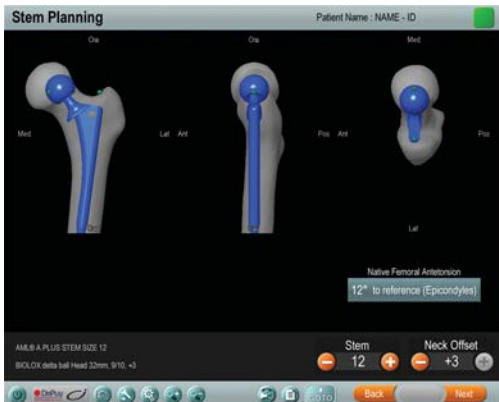 Stem Planning
Patient Name : NAME - ID
Cra
Cra
Med
Med
Lat
Ant
Pos
Ant
Pos
Lat
Native Femoral Antetorsion
12° to reference (Epicondyles)
AML® A PLUS STEM SIZE 12
BIOLOX delta ball Head 32mm, 9/10, +3
Stem
12
Neck Offset
+3
DePuy
GOTO
Back
Next